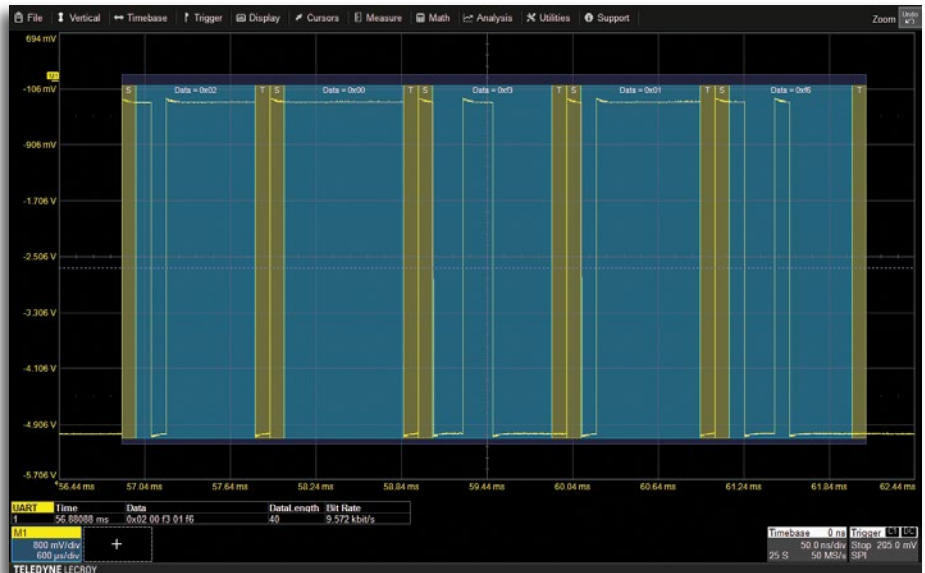 File Vertical Timebase Trigger Display Cursors Measure Math Analysis Utilities Support Zoom Undo
694 mV
-106 mV
S Data = 0x02 T S Data = 0x00 T S Data = 0xf3 T S Data = 0x01 T S Data = 0xf6 T
-906 mV
-1.706 V
-2.506 V
-3.306 V
-4.106 V
-4.906 V
-5.706 V
56.44 ms 57.04 ms 57.64 ms 58.24 ms 58.84 ms 59.44 ms 60.04 ms 60.64 ms 61.24 ms 61.84 ms 62.44 ms
UART Time Data DataLength Bit Rate
1 56.88088 ms 0x02 00 f3 01 f6 40 9.572 kbit/s
M1
800 mV/div
600 µs/div
+
Timebase 0 ns Trigger C1 DC
50.0 ns/div Stop 205.0 mV
25 S 50 MS/s SPI
TELEDYNE LECROY